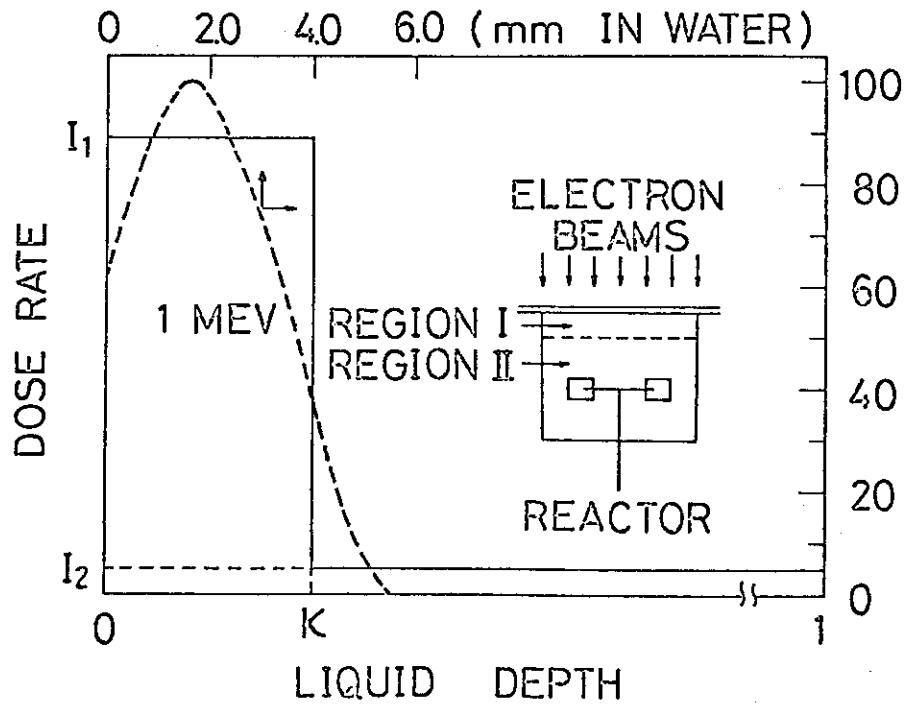 0 2.0 4.0 6.0 (mm IN WATER)
100
I₁
80
ELECTRON
BEAMS
DOSE RATE
1 MEV
60
REGION I
REGION II
40
20
REACTOR
I₂
0
0 K 1
LIQUID DEPTH